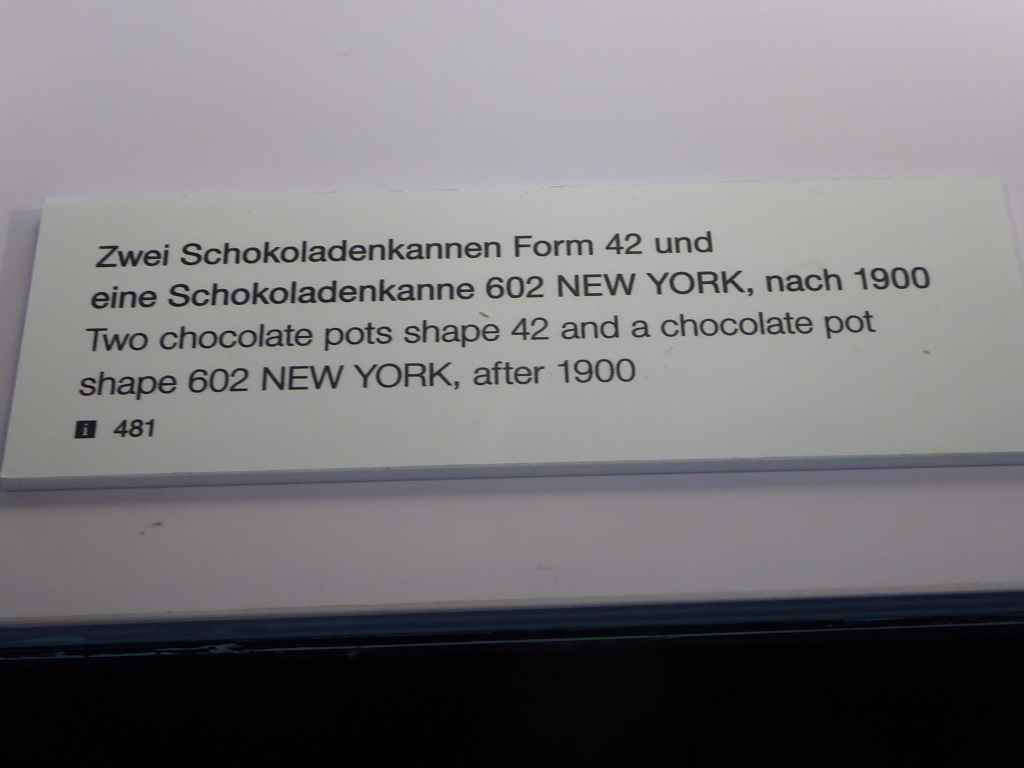 Zwei Schokoladenkannen Form 42 und
eine Schokoladenkanne 602 NEW YORK, nach 1900
Two chocolate pots shape 42 and a chocolate pot
shape 602 NEW YORK, after 1900
i 481